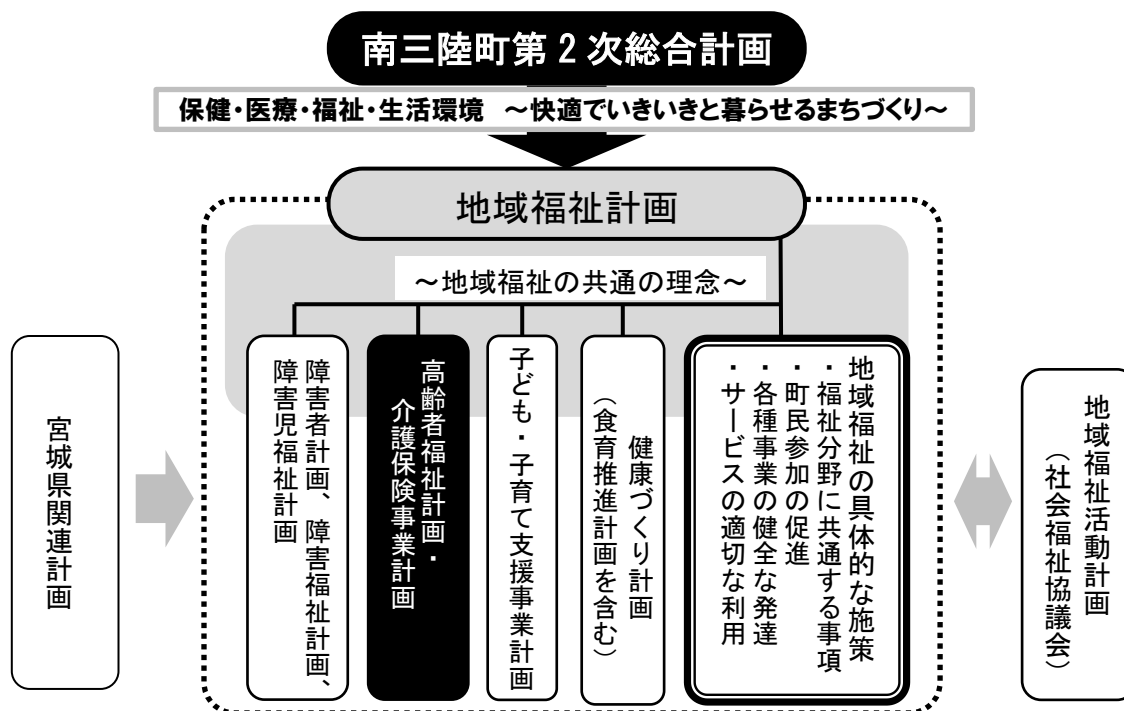 南三陸町第2次総合計画
保健・医療・福祉・生活環境　～快適でいきいきと暮らせるまちづくり～
地域福祉計画
～地域福祉の共通の理念～
宮城県関連計画
障害者計画、障害福祉計画、
障害児福祉計画
高齢者福祉計画・
介護保険事業計画
子ども・子育て支援事業計画
健康づくり計画
（食育推進計画を含む）
地域福祉の具体的な施策
・福祉分野に共通する事項
・町民参加の促進
・各種事業の健全な発達
・サービスの適切な利用
地域福祉活動計画
（社会福祉協議会）